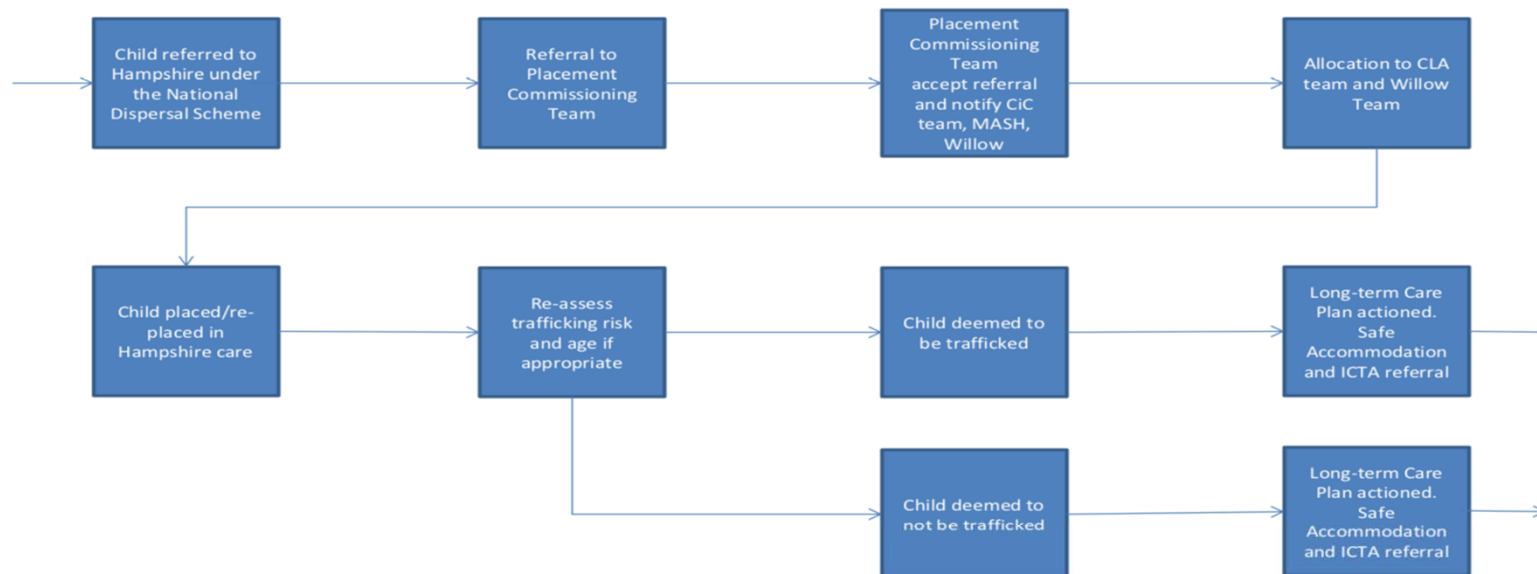 Child referred to
Hampshire under
the National
Dispersal Scheme
Referral to
Placement
Commissioning
Team
Placement
Commissioning
Team
accept referral
and notify CiC
team, MASH,
Willow
Allocation to CLA
team and Willow
Team
Child placed/re-
placed in
Hampshire care
Re-assess
trafficking risk
and age if
appropriate
Child deemed to
be trafficked
Long-term Care
Plan actioned.
Safe
Accommodation
and ICTA referral
Child deemed to
not be trafficked
Long-term Care
Plan actioned.
Safe
Accommodation
and ICTA referral